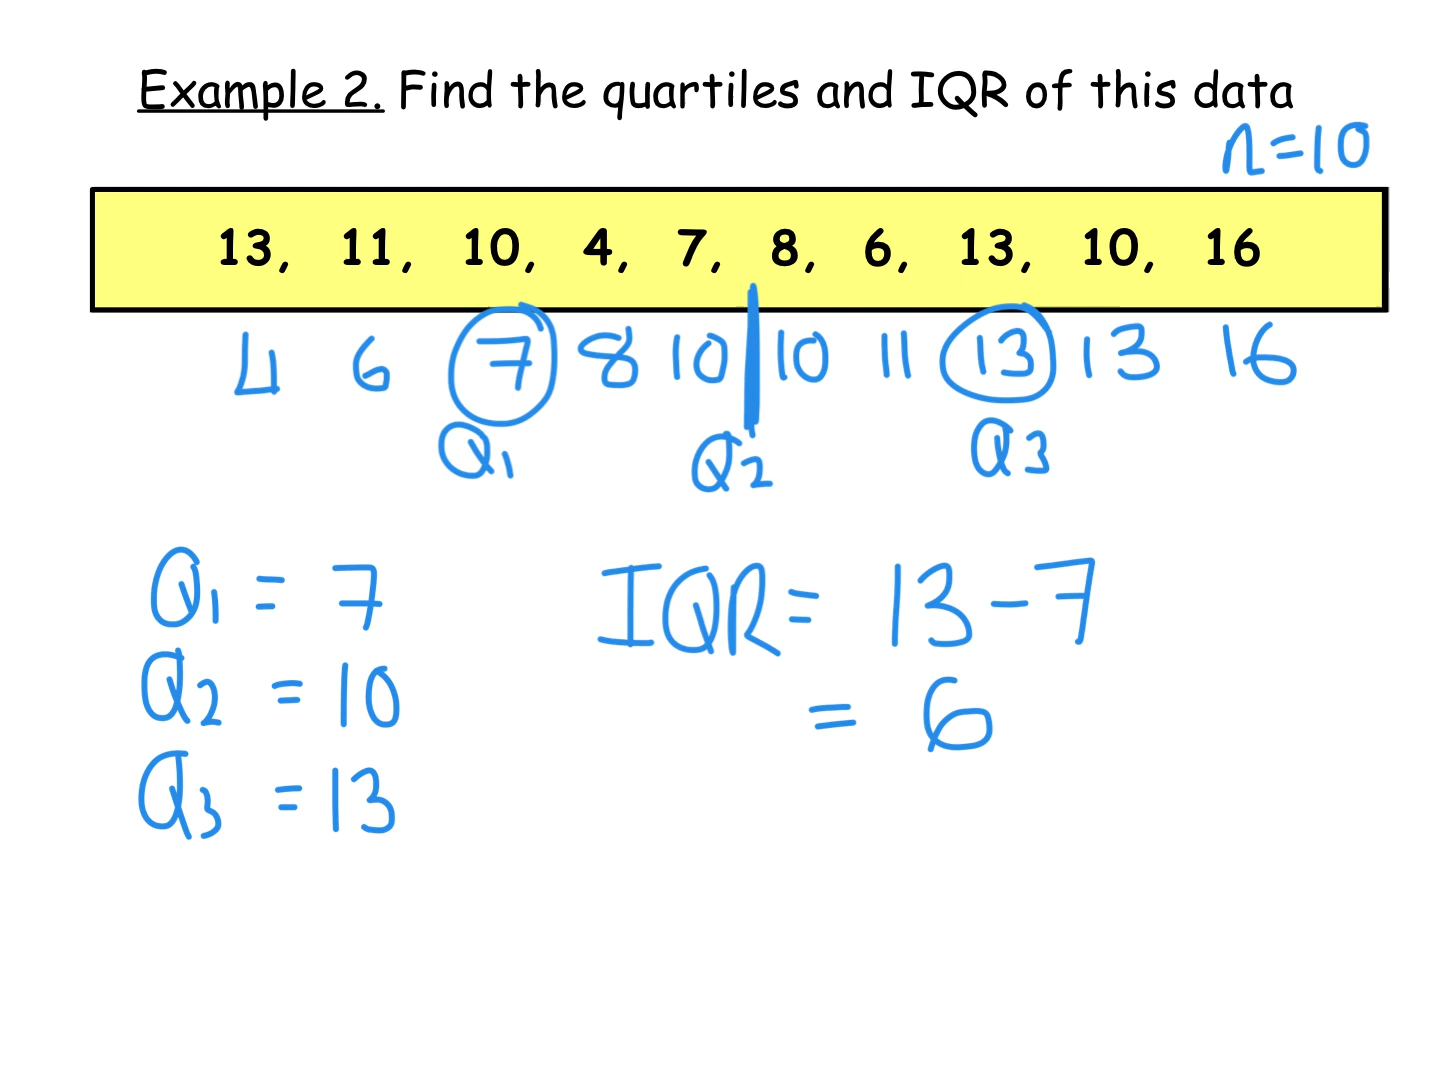 Example 2. Find the quartiles and IQR of this data
n=10
13, 11, 10, 4, 7, 8, 6, 13, 10, 16
4 6 7 8 10 10 11 13 13 16
Q1 Q2 Q3
Q1 = 7
Q2 = 10
Q3 = 13
IQR = 13-7
= 6